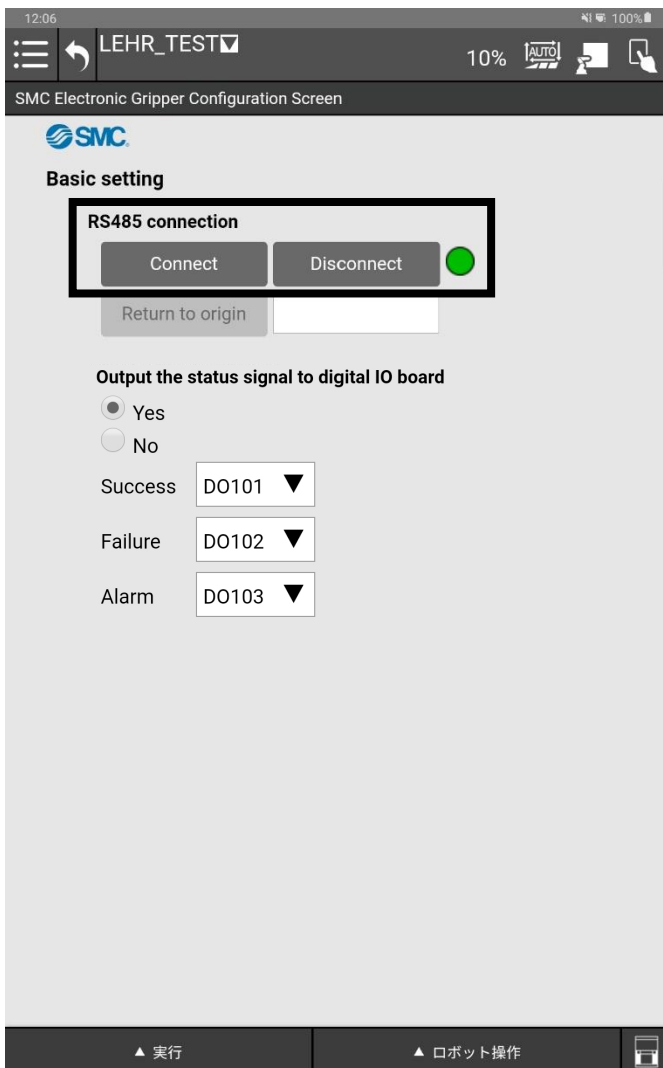 12:06 100%
LEHR_TEST
10% AUTO
SMC Electronic Gripper Configuration Screen
SMC
Basic setting
RS485 connection
Connect Disconnect
Return to origin
Output the status signal to digital IO board
Yes
No
Success DO101 ▼
Failure DO102 ▼
Alarm DO103 ▼
▲ 実行 ▲ ロボット操作